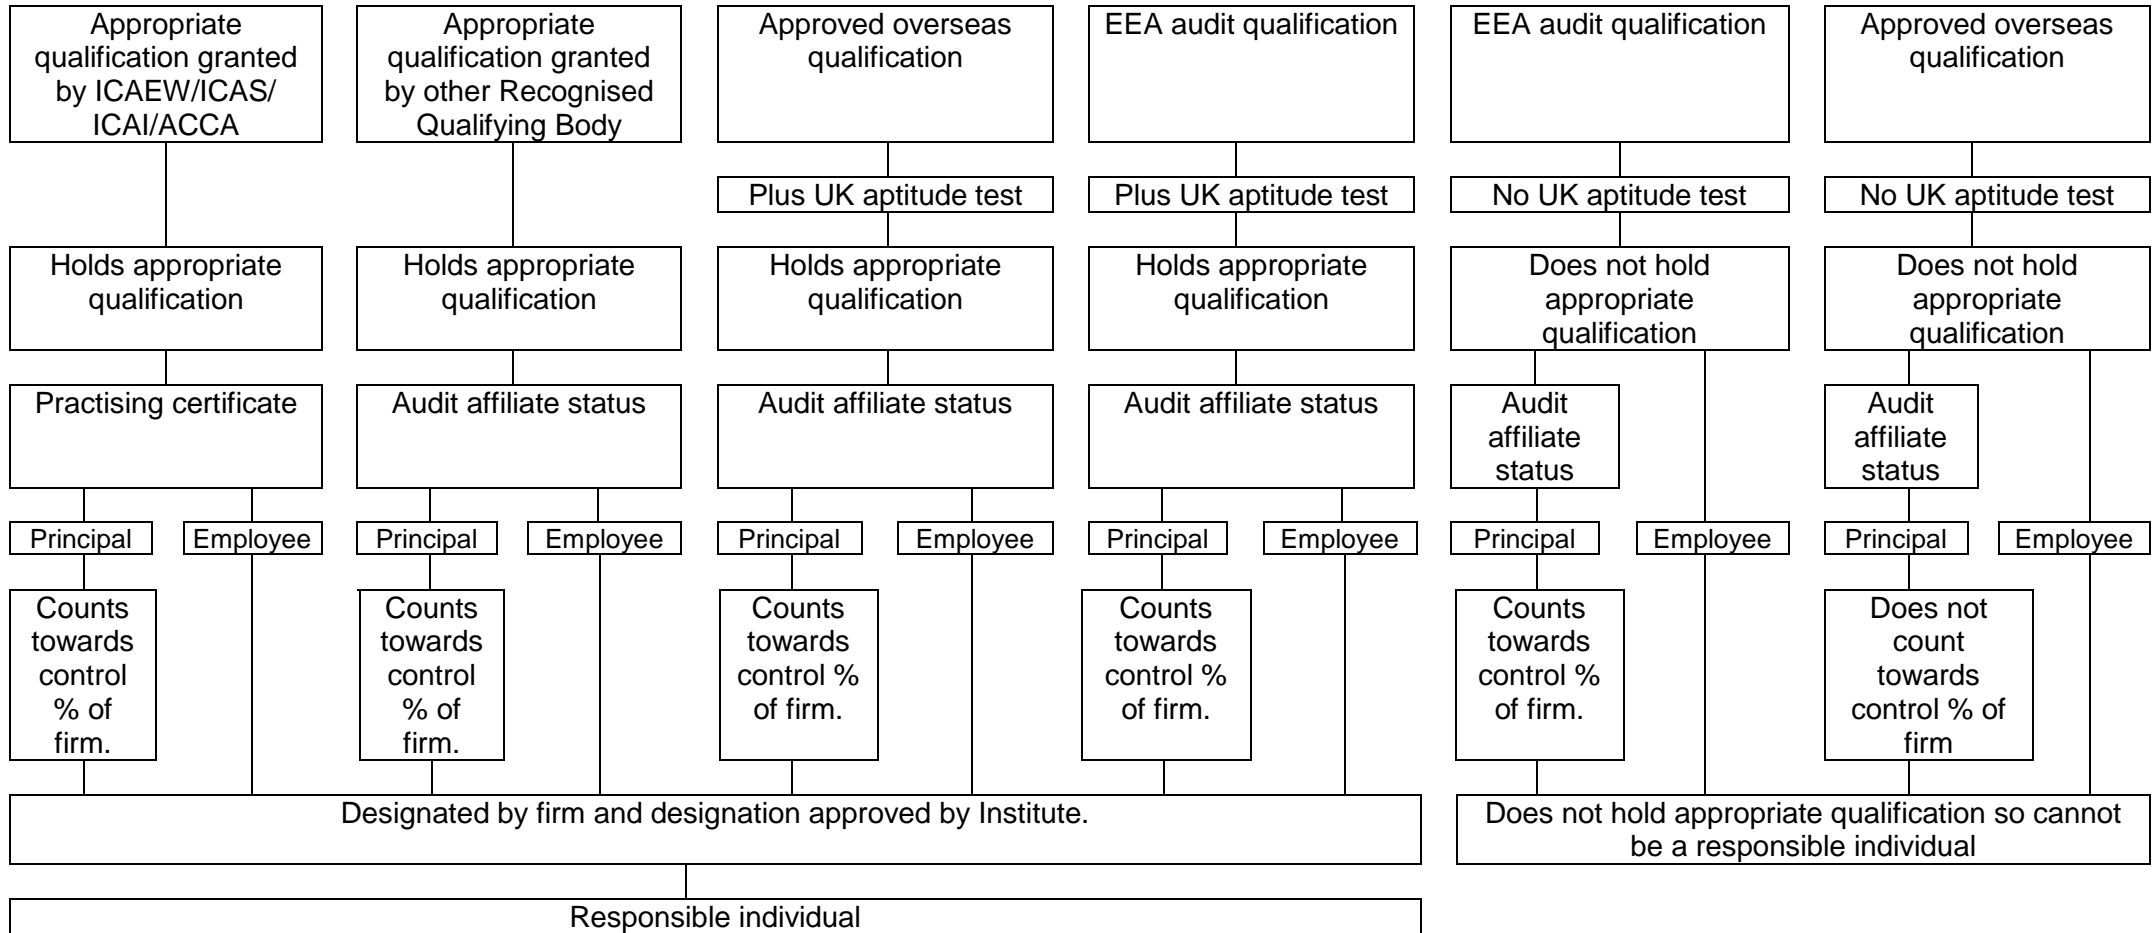 Appropriate
qualification granted
by ICAEW/ICAS/
ICAI/ACCA
Appropriate
qualification granted
by other Recognised
Qualifying Body
Approved overseas
qualification
EEA audit qualification
EEA audit qualification
Approved overseas
qualification
Plus UK aptitude test
Plus UK aptitude test
No UK aptitude test
No UK aptitude test
Holds appropriate
qualification
Holds appropriate
qualification
Holds appropriate
qualification
Holds appropriate
qualification
Does not hold
appropriate
qualification
Does not hold
appropriate
qualification
Practising certificate
Audit affiliate status
Audit affiliate status
Audit affiliate status
Audit
affiliate
status
Audit
affiliate
status
Principal
Employee
Principal
Employee
Principal
Employee
Principal
Employee
Principal
Employee
Principal
Employee
Counts
towards
control
% of
firm.
Counts
towards
control
% of
firm.
Counts
towards
control %
of firm.
Counts
towards
control %
of firm.
Counts
towards
control %
of firm.
Does not
count
towards
control % of
firm
Designated by firm and designation approved by Institute.
Does not hold appropriate qualification so cannot
be a responsible individual
Responsible individual